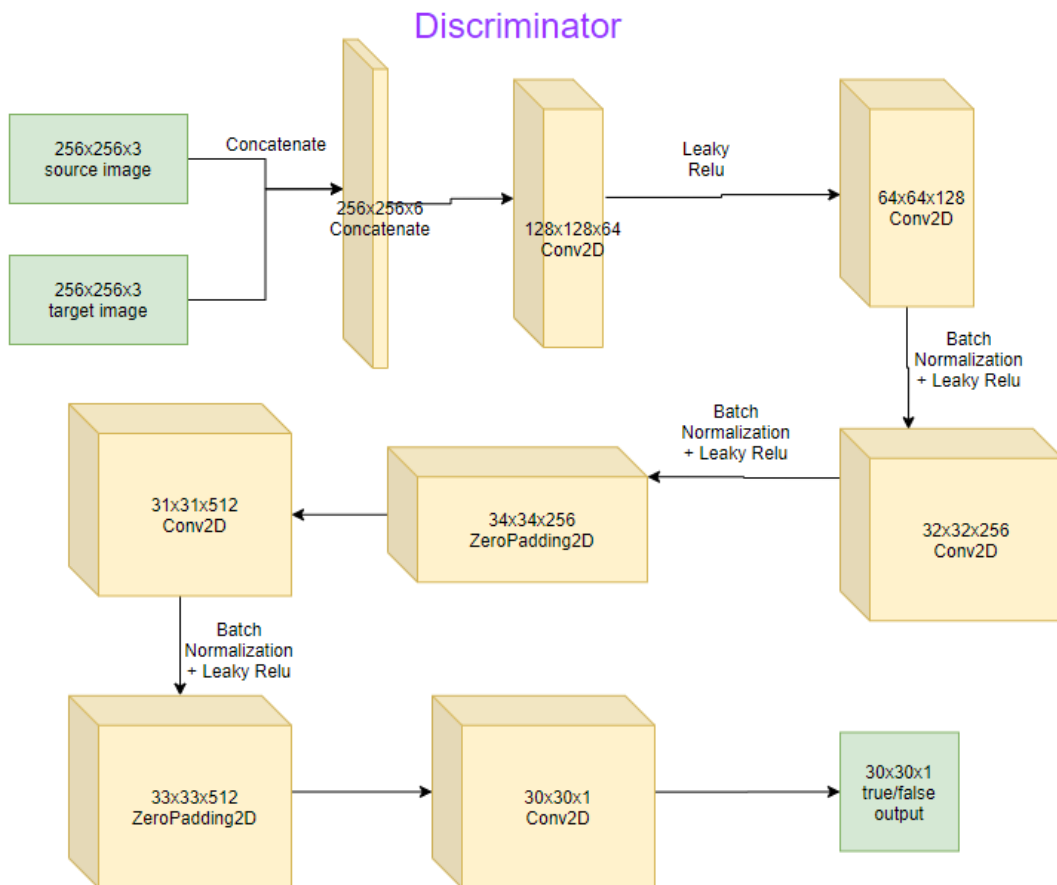 Discriminator
256x256x3
source image
Concatenate
256x256x3
target image
256x256x6
Concatenate
128x128x64
Conv2D
Leaky
Relu
64x64x128
Conv2D
Batch
Normalization
+ Leaky Relu
32x32x256
Conv2D
Batch
Normalization
+ Leaky Relu
34x34x256
ZeroPadding2D
31x31x512
Conv2D
Batch
Normalization
+ Leaky Relu
33x33x512
ZeroPadding2D
30x30x1
Conv2D
30x30x1
true/false
output